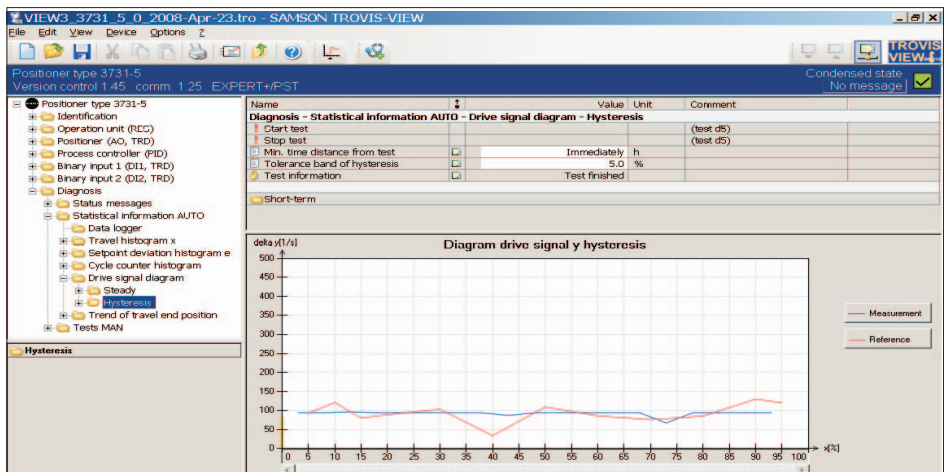 VIEW3_3731_5_0_2008-Apr-23.tro - SAMSON TROVIS-VIEW
File Edit View Device Options ?
TROVIS
VIEW
Positioner type 3731-5
Version control 1.45 comm. 1.25 EXPERT+/PST
Condensed state
No message
Positioner type 3731-5
Identification
Operation unit (RES)
Positioner (AO, TRD)
Process controller (PID)
Binary input 1 (DI1, TRD)
Binary input 2 (DI2, TRD)
Diagnosis
Status messages
Statistical information AUTO
Data logger
Travel histogram x
Setpoint deviation histogram e
Cycle counter histogram
Drive signal diagram
Steady
Hysteresis
Trend of travel end position
Tests MAN
Hysteresis
Name Value Unit Comment
Diagnosis - Statistical information AUTO - Drive signal diagram - Hysteresis
Start test (test d5)
Stop test (test d5)
Min. time distance from test Immediately h
Tolerance band of hysteresis 5.0 %
Test information Test finished
Short-term
delta y[1/s]
Diagram drive signal y hysteresis
500
450
400
350
300
250
200
150
100
50
0
0 5 10 15 20 25 30 35 40 45 50 55 60 65 70 75 80 85 90 95 100
x[%]
Measurement
Reference